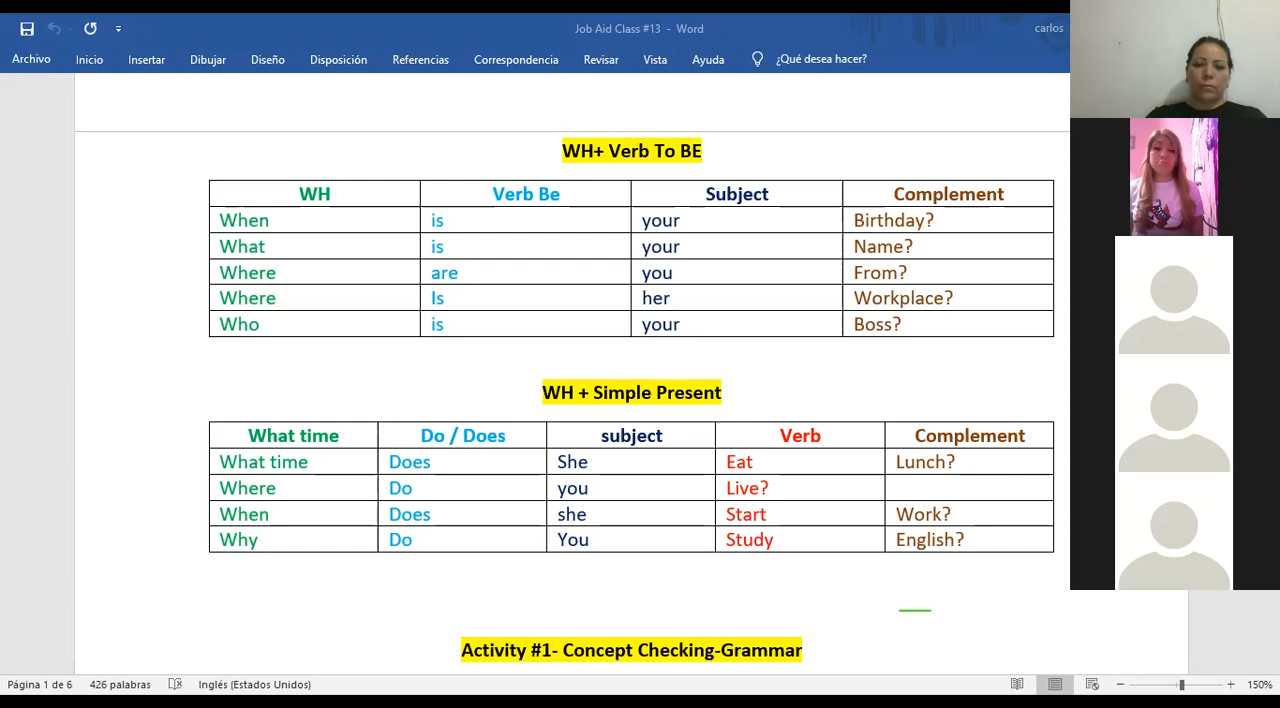 Job Aid Class #13 - Word
carlos
Archivo Inicio Insertar Dibujar Diseño Disposición Referencias Correspondencia Revisar Vista Ayuda ¿Qué desea hacer?
WH+ Verb To BE
WH Verb Be Subject Complement
When is your Birthday?
What is your Name?
Where are you From?
Where Is her Workplace?
Who is your Boss?
WH + Simple Present
What time Do / Does subject Verb Complement
What time Does She Eat Lunch?
Where Do you Live?
When Does she Start Work?
Why Do You Study English?
Activity #1- Concept Checking-Grammar
Página 1 de 6 426 palabras Inglés (Estados Unidos) 150%